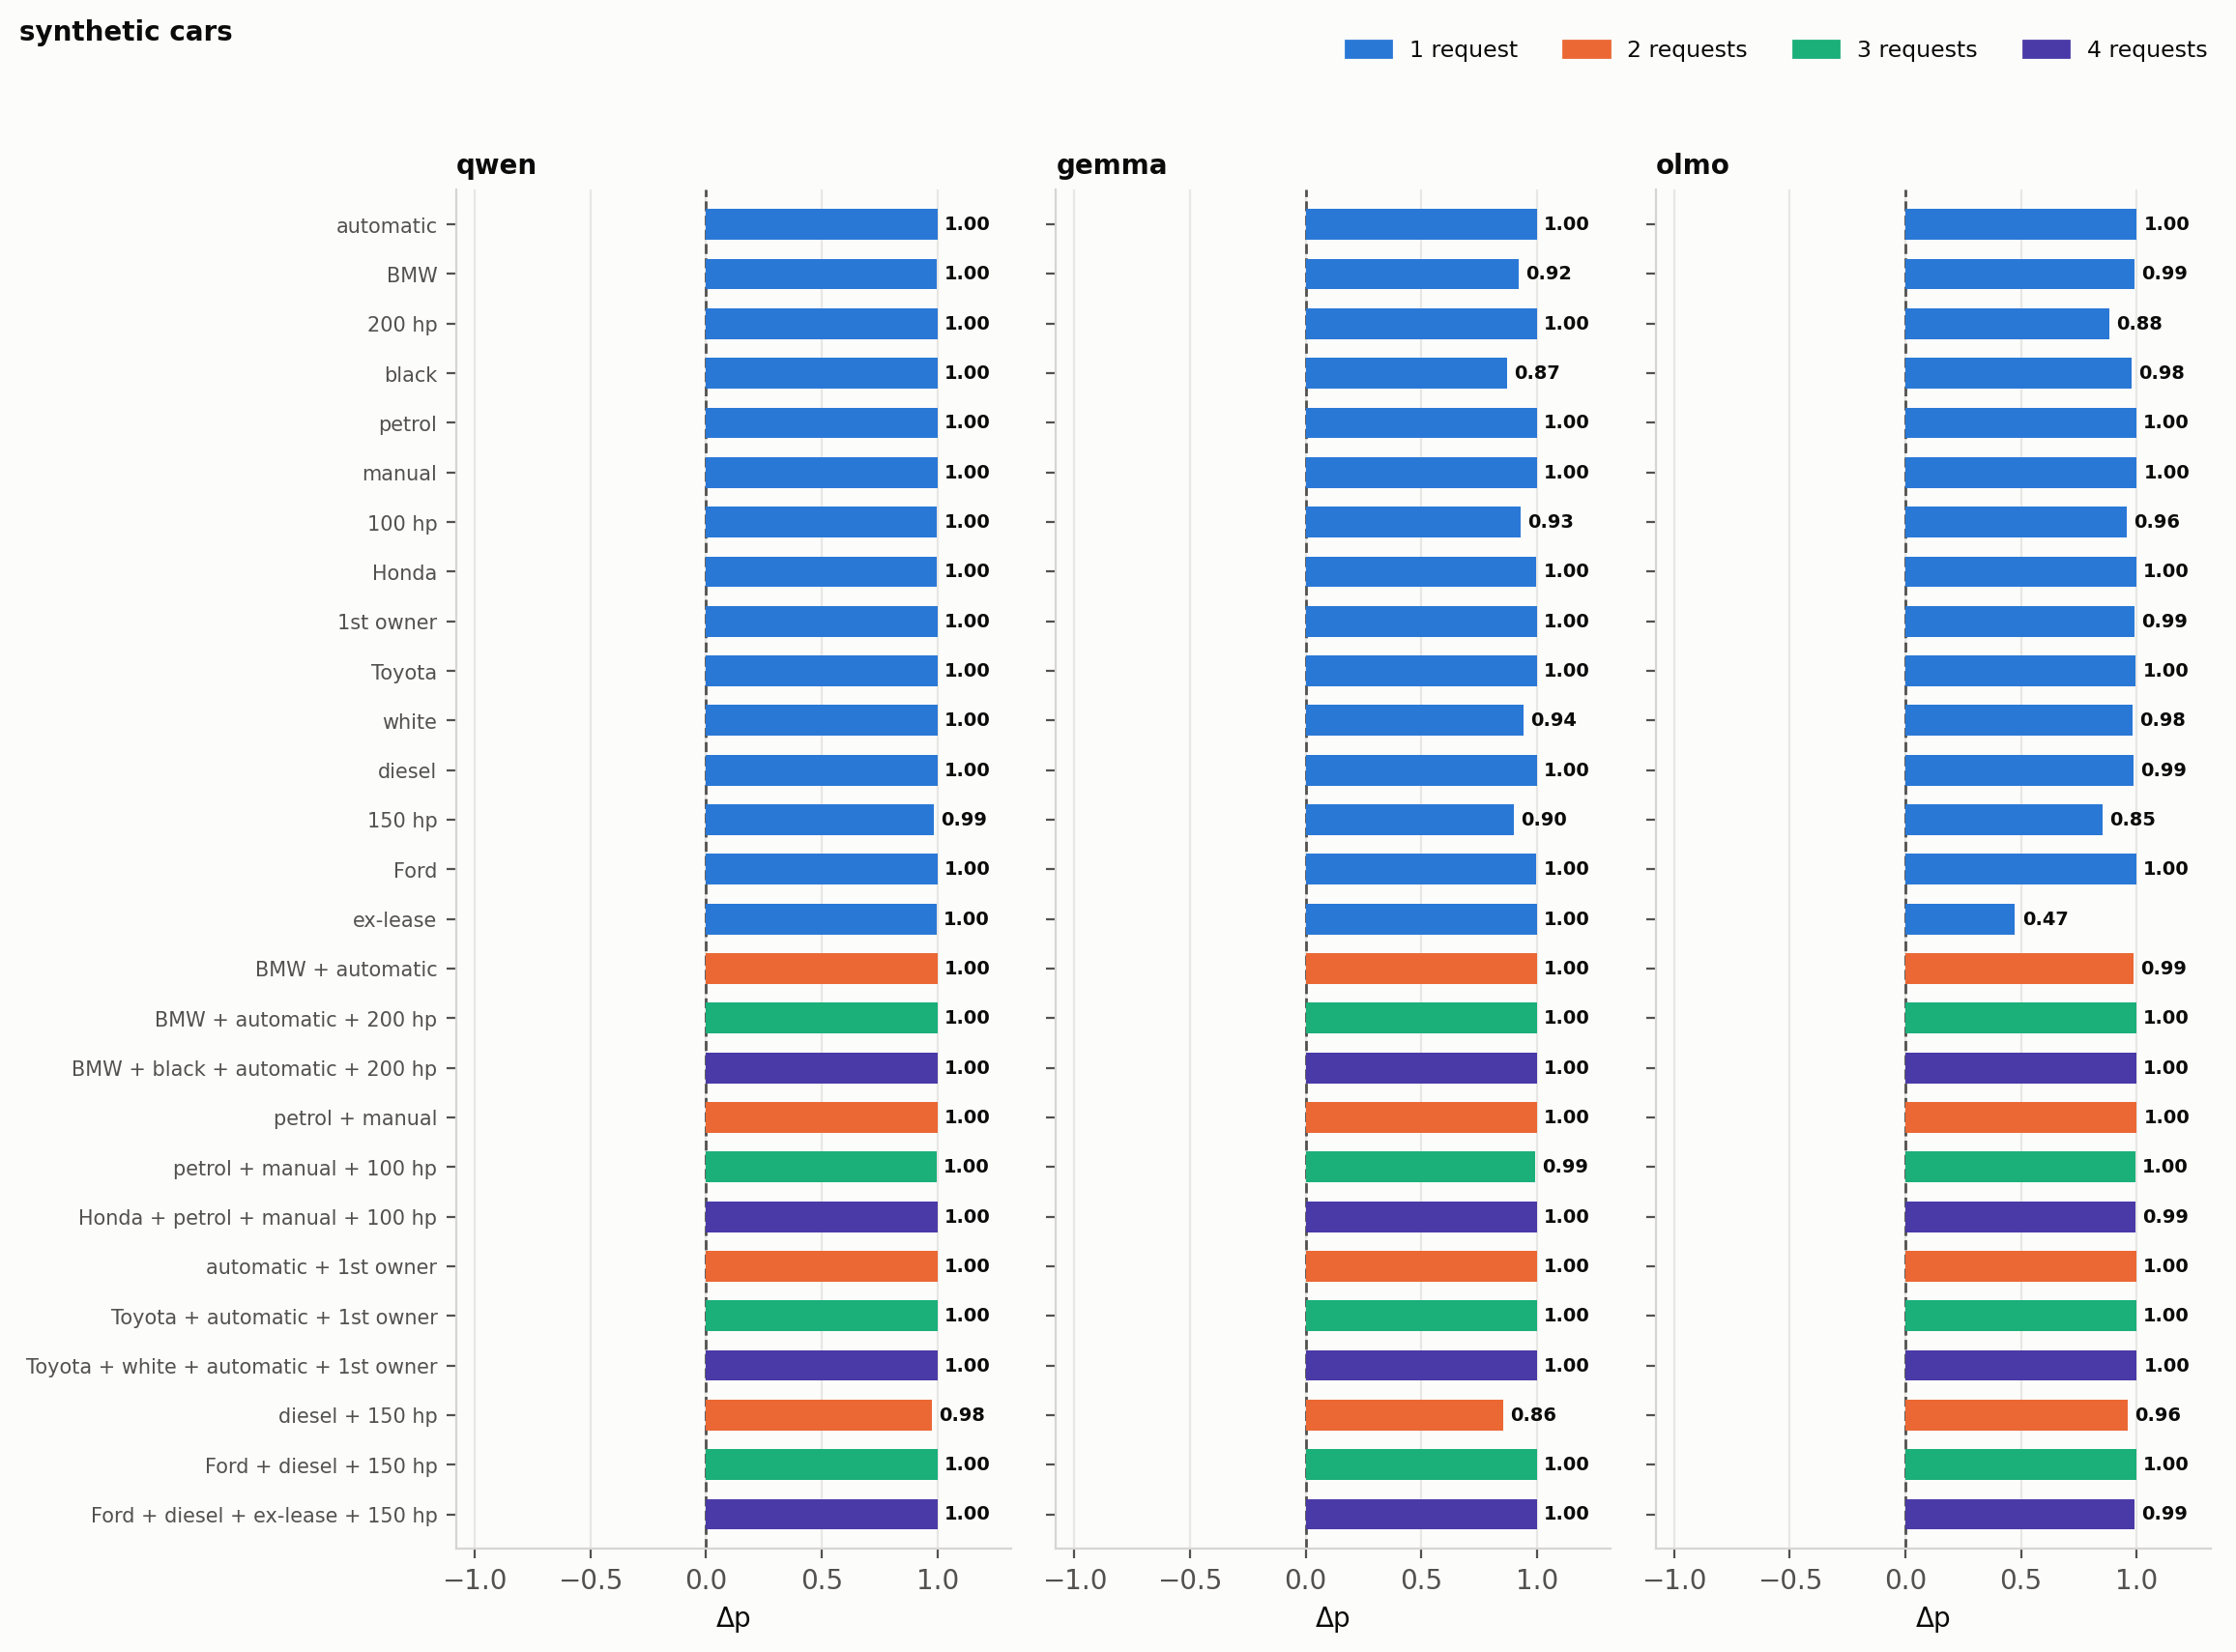 synthetic cars
1 request 2 requests 3 requests 4 requests
qwen gemma olmo
automatic 1.00 1.00 1.00
BMW 1.00 0.92 0.99
200 hp 1.00 1.00 0.88
black 1.00 0.87 0.98
petrol 1.00 1.00 1.00
manual 1.00 1.00 1.00
100 hp 1.00 0.93 0.96
Honda 1.00 1.00 1.00
1st owner 1.00 1.00 0.99
Toyota 1.00 1.00 1.00
white 1.00 0.94 0.98
diesel 1.00 1.00 0.99
150 hp 0.99 0.90 0.85
Ford 1.00 1.00 1.00
ex-lease 1.00 1.00 0.47
BMW + automatic 1.00 1.00 0.99
BMW + automatic + 200 hp 1.00 1.00 1.00
BMW + black + automatic + 200 hp 1.00 1.00 1.00
petrol + manual 1.00 1.00 1.00
petrol + manual + 100 hp 1.00 0.99 1.00
Honda + petrol + manual + 100 hp 1.00 1.00 0.99
automatic + 1st owner 1.00 1.00 1.00
Toyota + automatic + 1st owner 1.00 1.00 1.00
Toyota + white + automatic + 1st owner 1.00 1.00 1.00
diesel + 150 hp 0.98 0.86 0.96
Ford + diesel + 150 hp 1.00 1.00 1.00
Ford + diesel + ex-lease + 150 hp 1.00 1.00 0.99
−1.0 −0.5 0.0 0.5 1.0 −1.0 −0.5 0.0 0.5 1.0 −1.0 −0.5 0.0 0.5 1.0
Δp Δp Δp